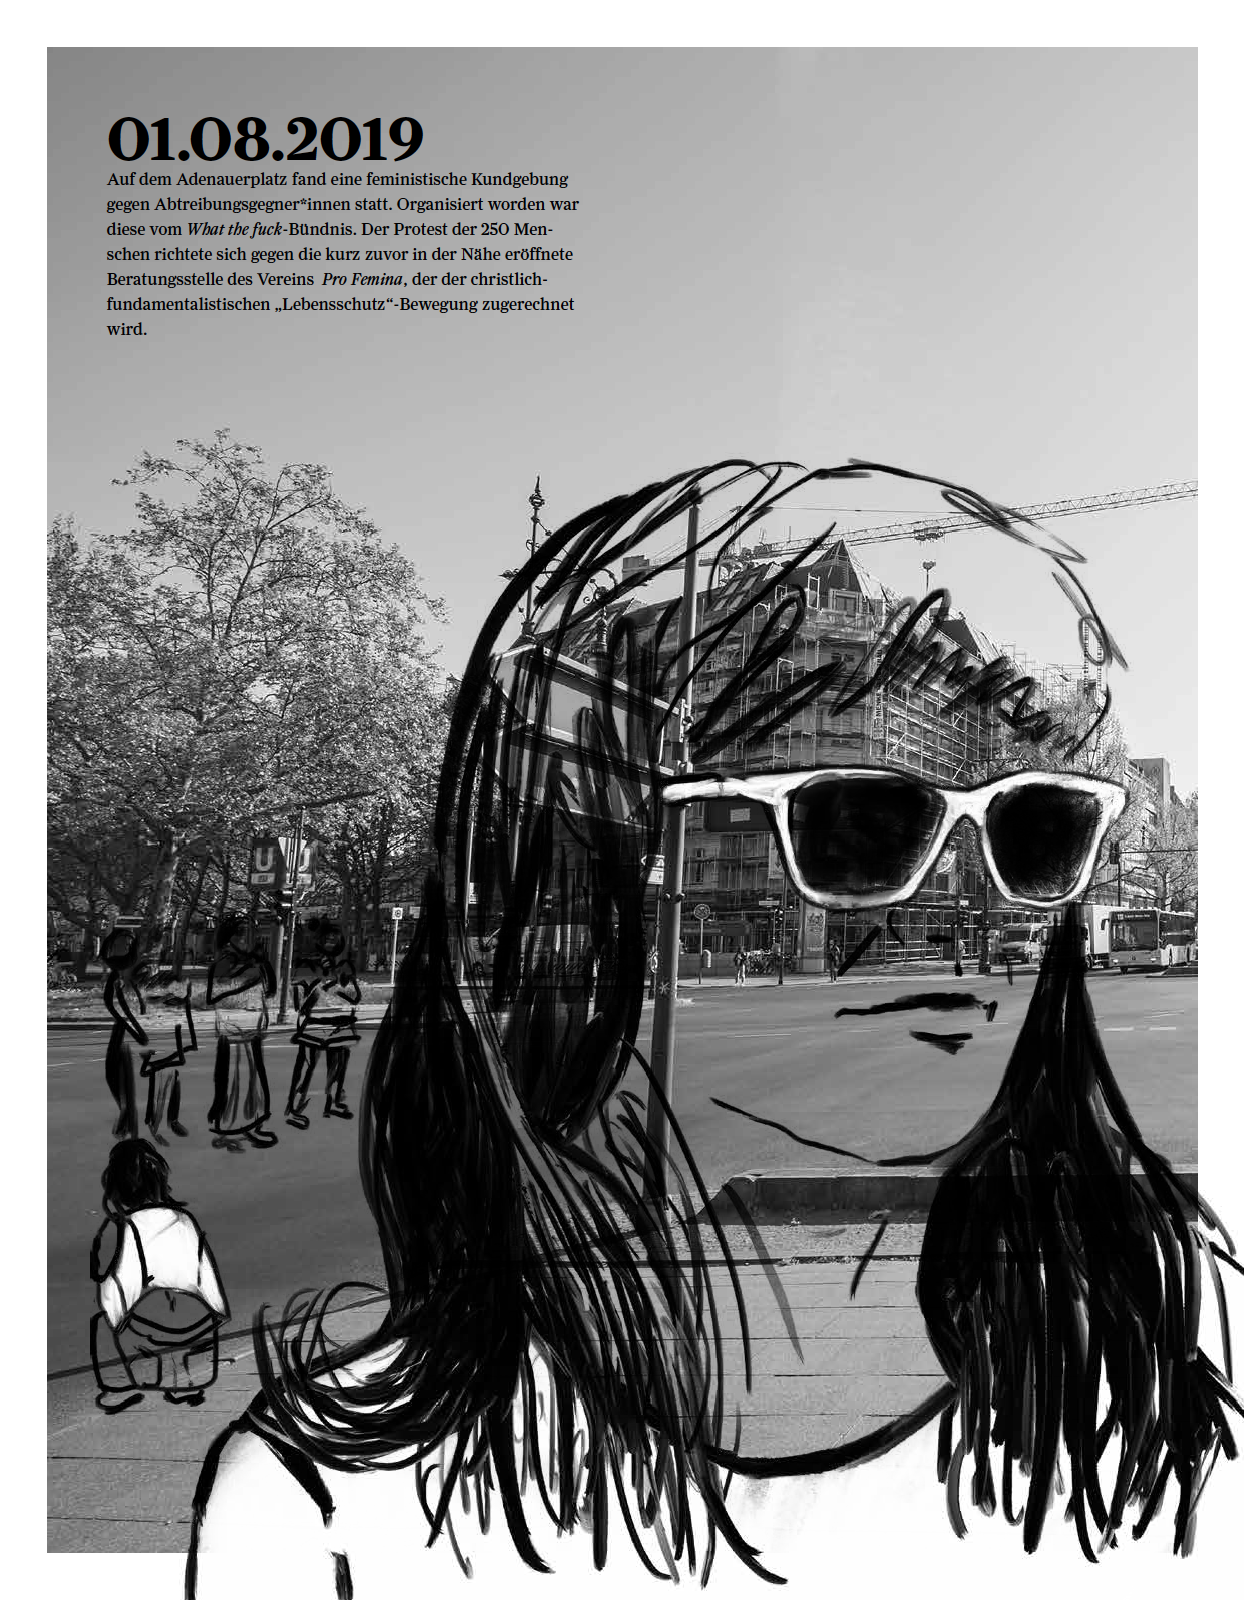 01.08.2019
Auf dem Adenauerplatz fand eine feministische Kundgebung
gegen Abtreibungsgegner*innen statt. Organisiert worden war
diese vom What the fuck-Bündnis. Der Protest der 250 Men-
schen richtete sich gegen die kurz zuvor in der Nähe eröffnete
Beratungsstelle des Vereins Pro Femina, der der christlich-
fundamentalistischen „Lebensschutz“-Bewegung zugerechnet
wird.
U
U